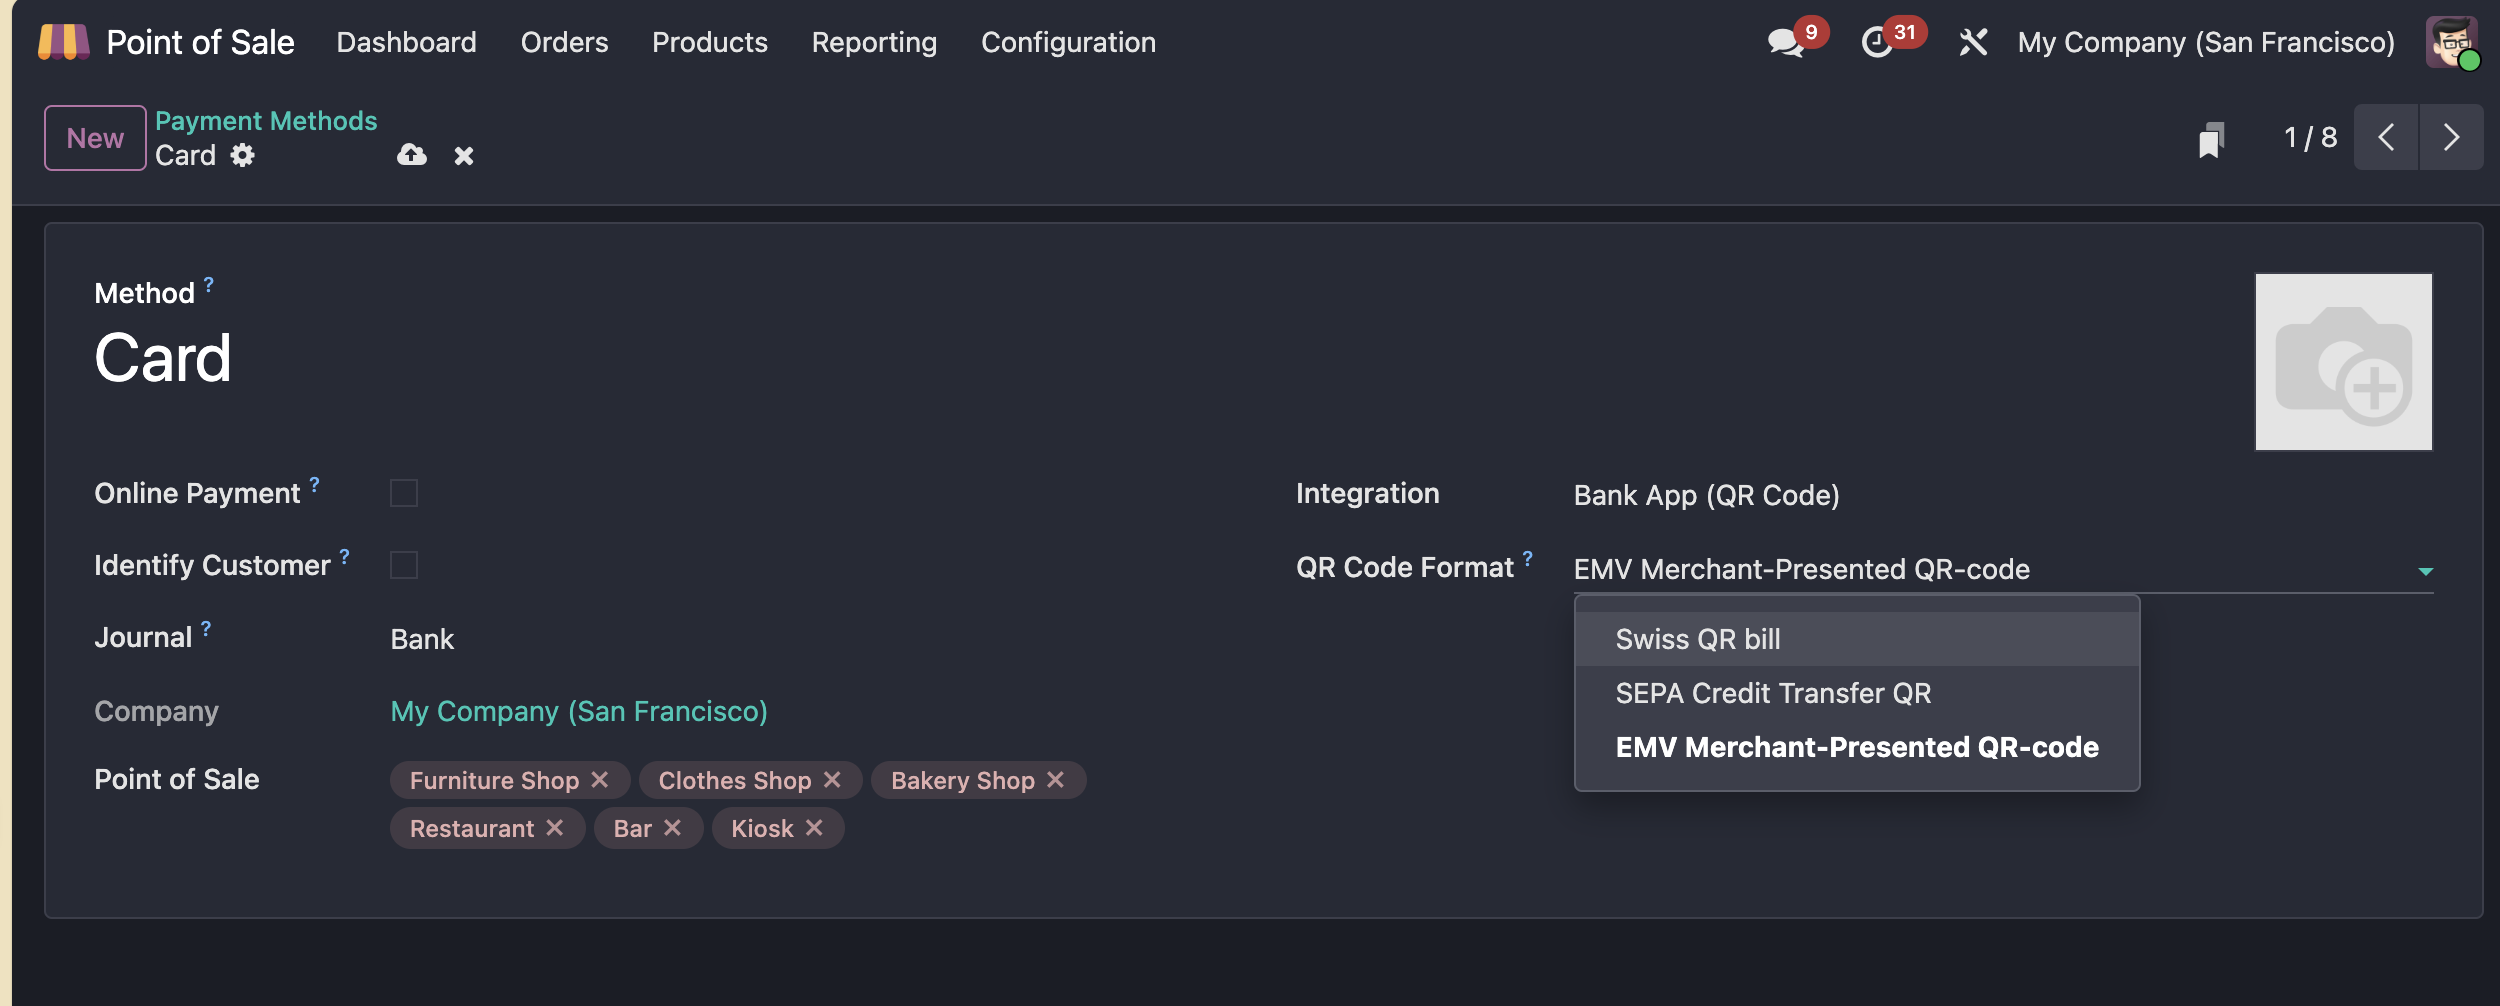 Point of Sale Dashboard Orders Products Reporting Configuration 9 31 My Company (San Francisco)
New Payment Methods
Card 1 / 8
Method ?
Card
Online Payment ? Integration Bank App (QR Code)
Identify Customer ? QR Code Format ? EMV Merchant-Presented QR-code
Journal ? Bank Swiss QR bill
Company My Company (San Francisco) SEPA Credit Transfer QR
EMV Merchant-Presented QR-code
Point of Sale Furniture Shop Clothes Shop Bakery Shop
Restaurant Bar Kiosk